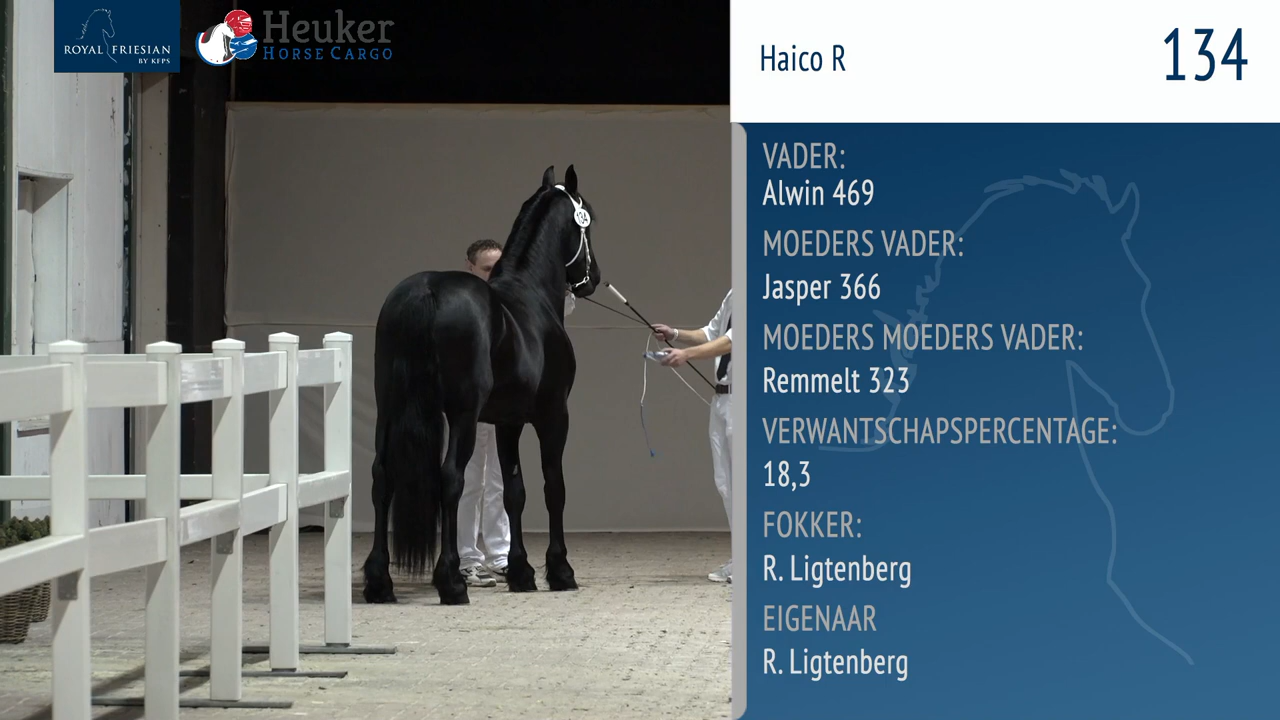 ROYAL FRIESIAN
BY KFPS
Heuker
HORSE CARGO
Haico R
134
134
VADER:
Alwin 469
MOEDERS VADER:
Jasper 366
MOEDERS MOEDERS VADER:
Remmelt 323
VERWANTSCHAPSPERCENTAGE:
18,3
FOKKER:
R. Ligtenberg
EIGENAAR
R. Ligtenberg